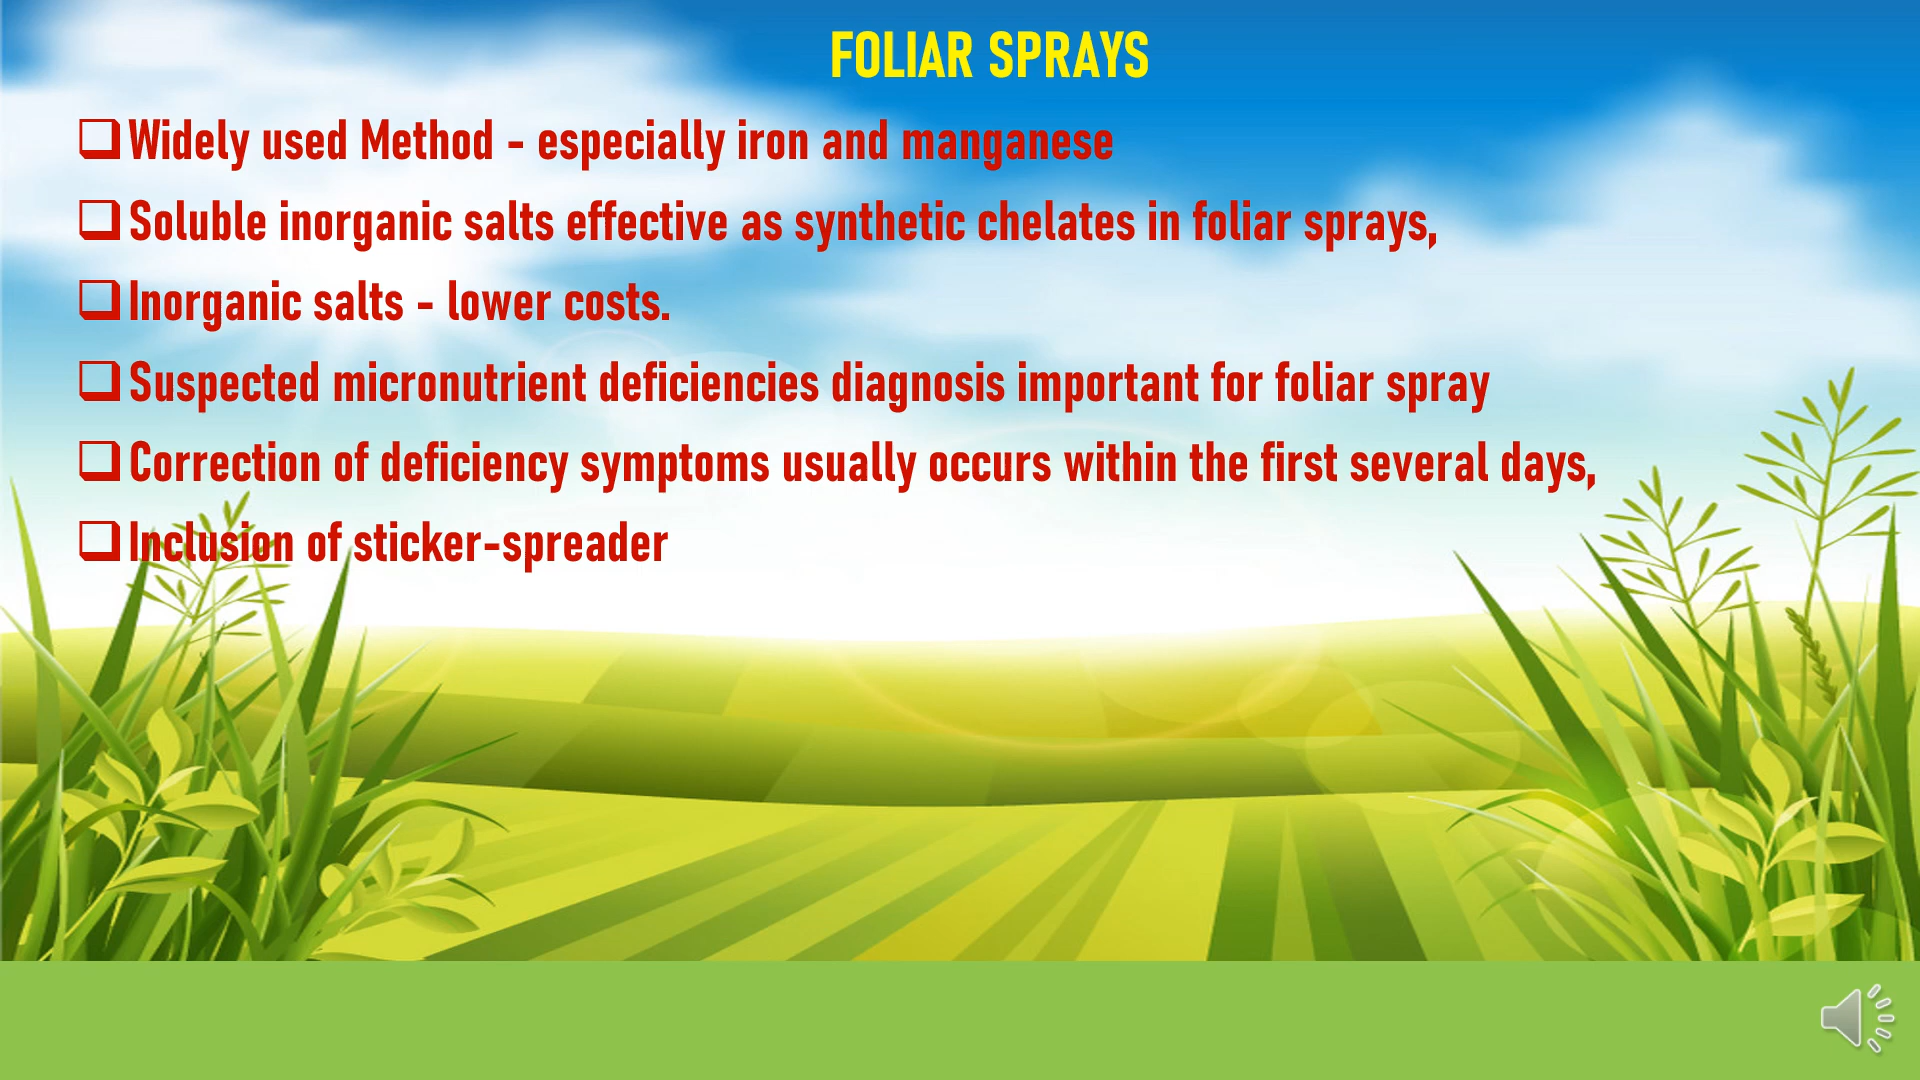 FOLIAR SPRAYS
Widely used Method - especially iron and manganese
Soluble inorganic salts effective as synthetic chelates in foliar sprays,
Inorganic salts - lower costs.
Suspected micronutrient deficiencies diagnosis important for foliar spray
Correction of deficiency symptoms usually occurs within the first several days,
Inclusion of sticker-spreader